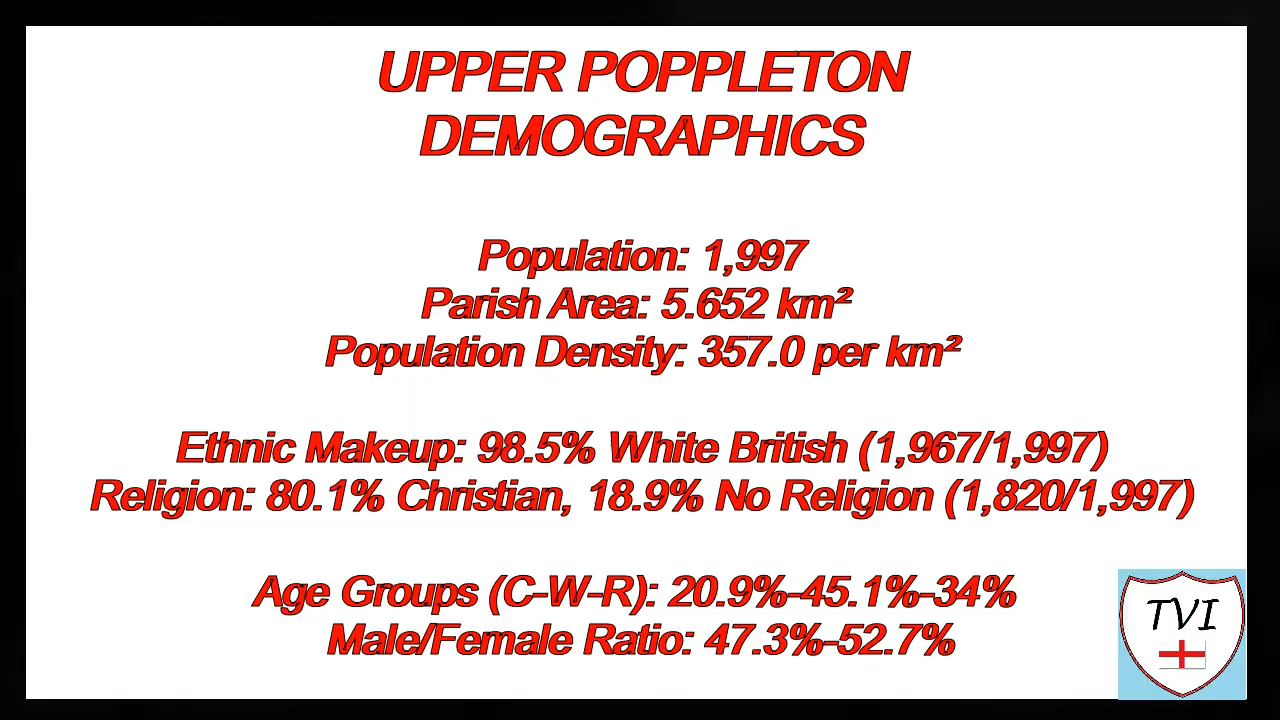 UPPER POPPLETON
DEMOGRAPHICS
Population: 1,997
Parish Area: 5.652 km²
Population Density: 357.0 per km²
Ethnic Makeup: 98.5% White British (1,967/1,997)
Religion: 80.1% Christian, 18.9% No Religion (1,820/1,997)
Age Groups (C-W-R): 20.9%-45.1%-34%
Male/Female Ratio: 47.3%-52.7%
TVI